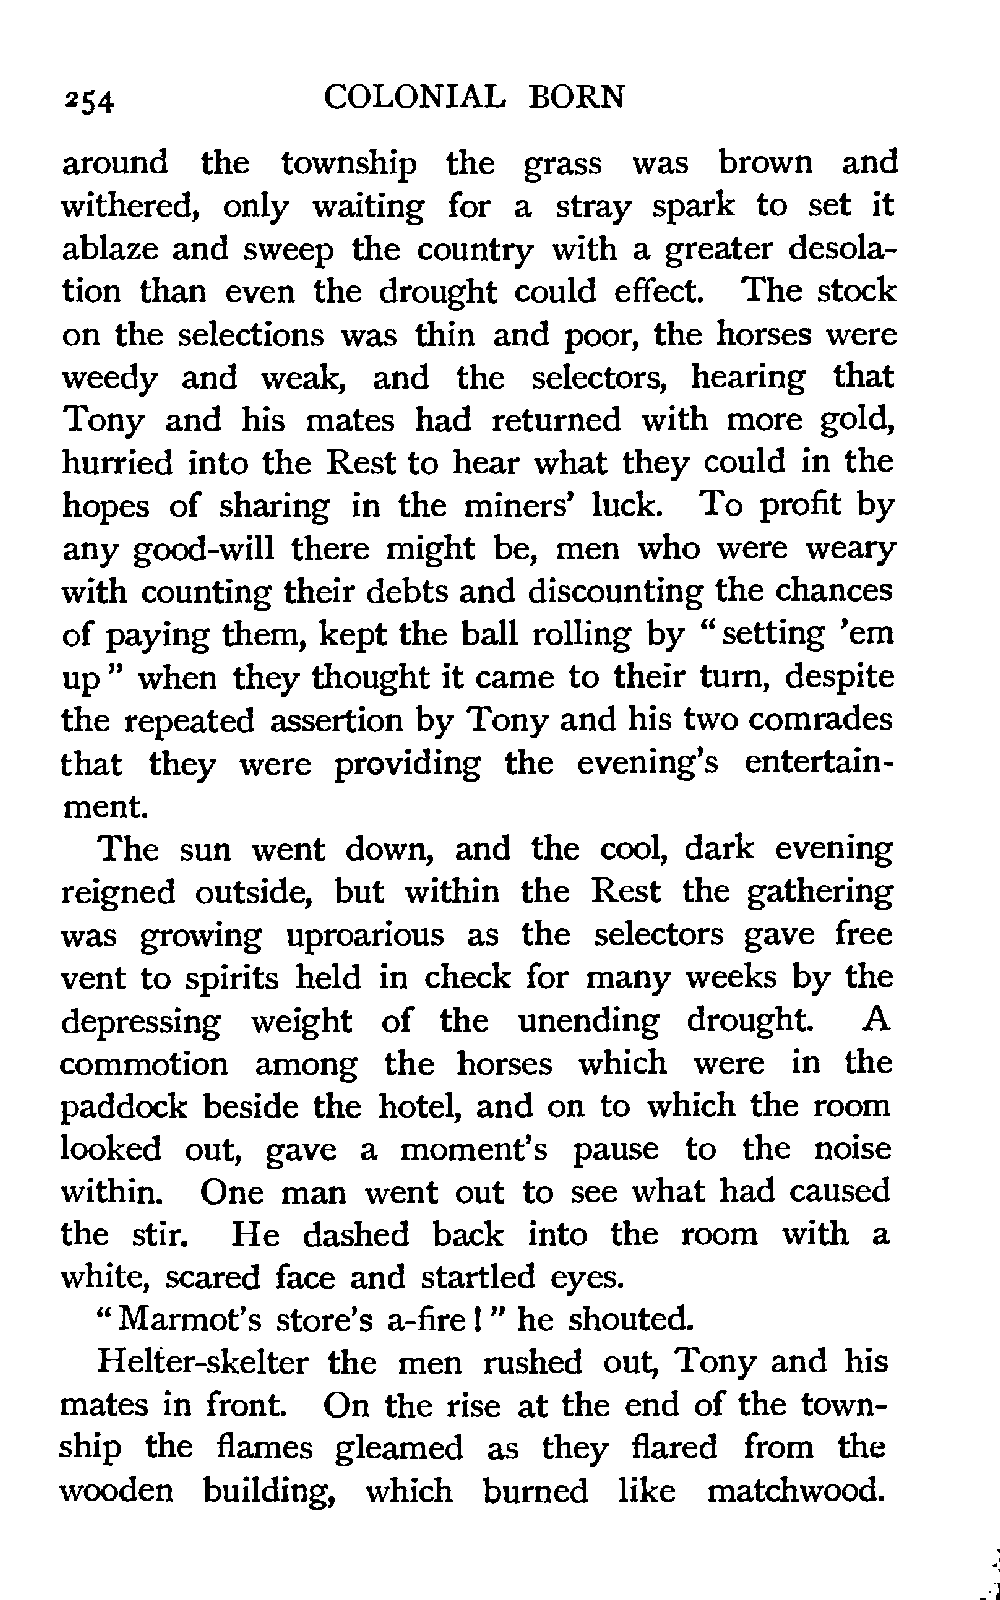 254 COLONIAL BORN
around the township the grass was brown and
withered, only waiting for a stray spark to set it
ablaze and sweep the country with a greater desola-
tion than even the drought could effect. The stock
on the selections was thin and poor, the horses were
weedy and weak, and the selectors, hearing that
Tony and his mates had returned with more gold,
hurried into the Rest to hear what they could in the
hopes of sharing in the miners' luck. To profit by
any good-will there might be, men who were weary
with counting their debts and discounting the chances
of paying them, kept the ball rolling by "setting 'em
up" when they thought it came to their turn, despite
the repeated assertion by Tony and his two comrades
that they were providing the evening's entertain-
ment.
The sun went down, and the cool, dark evening
reigned outside, but within the Rest the gathering
was growing uproarious as the selectors gave free
vent to spirits held in check for many weeks by the
depressing weight of the unending drought. A
commotion among the horses which were in the
paddock beside the hotel, and on to which the room
looked out, gave a moment's pause to the noise
within. One man went out to see what had caused
the stir. He dashed back into the room with a
white, scared face and startled eyes.
"Marmot's store's a-fire!" he shouted.
Helter-skelter the men rushed out, Tony and his
mates in front. On the rise at the end of the town-
ship the flames gleamed as they flared from the
wooden building, which burned like matchwood.